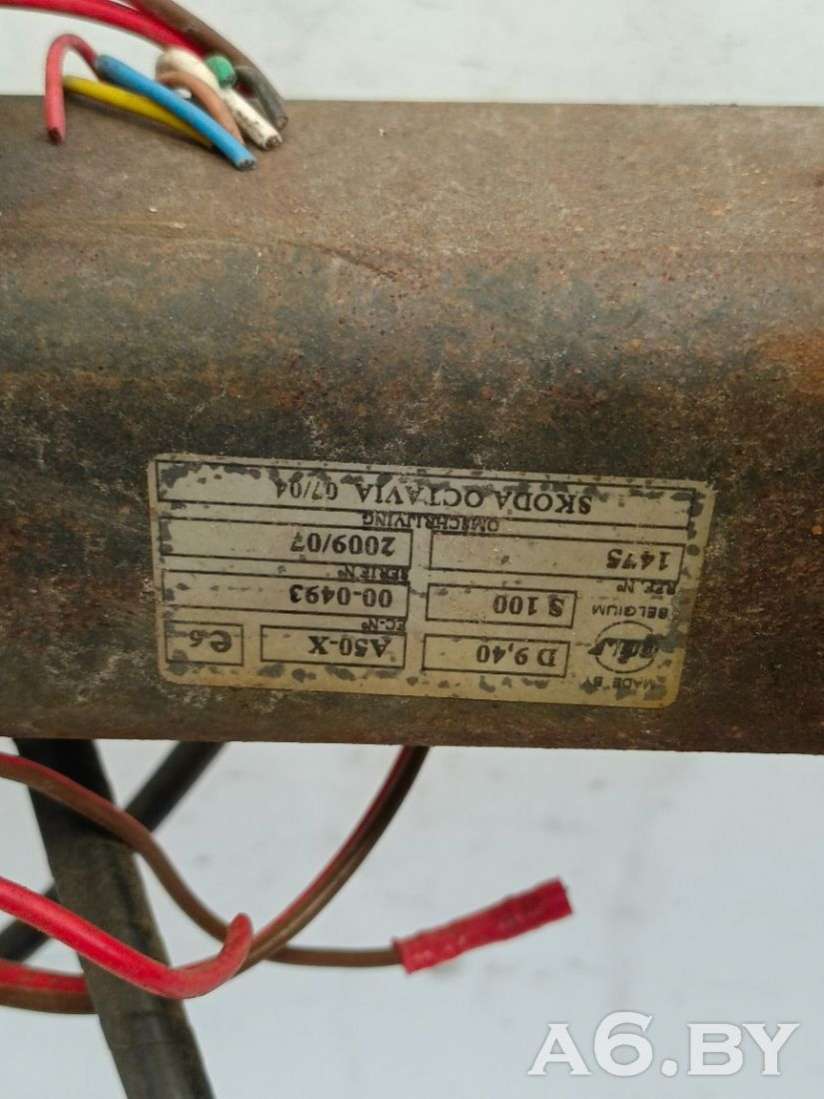 MADE BY
D 9,40
A50-X
e6
BELGIUM
S 100
EC-Nº
00-0493
REF. Nº
1475
SERIE Nº
2009/07
OMSCHRIJVING
SKODA OCTAVIA 07/04
A6.BY